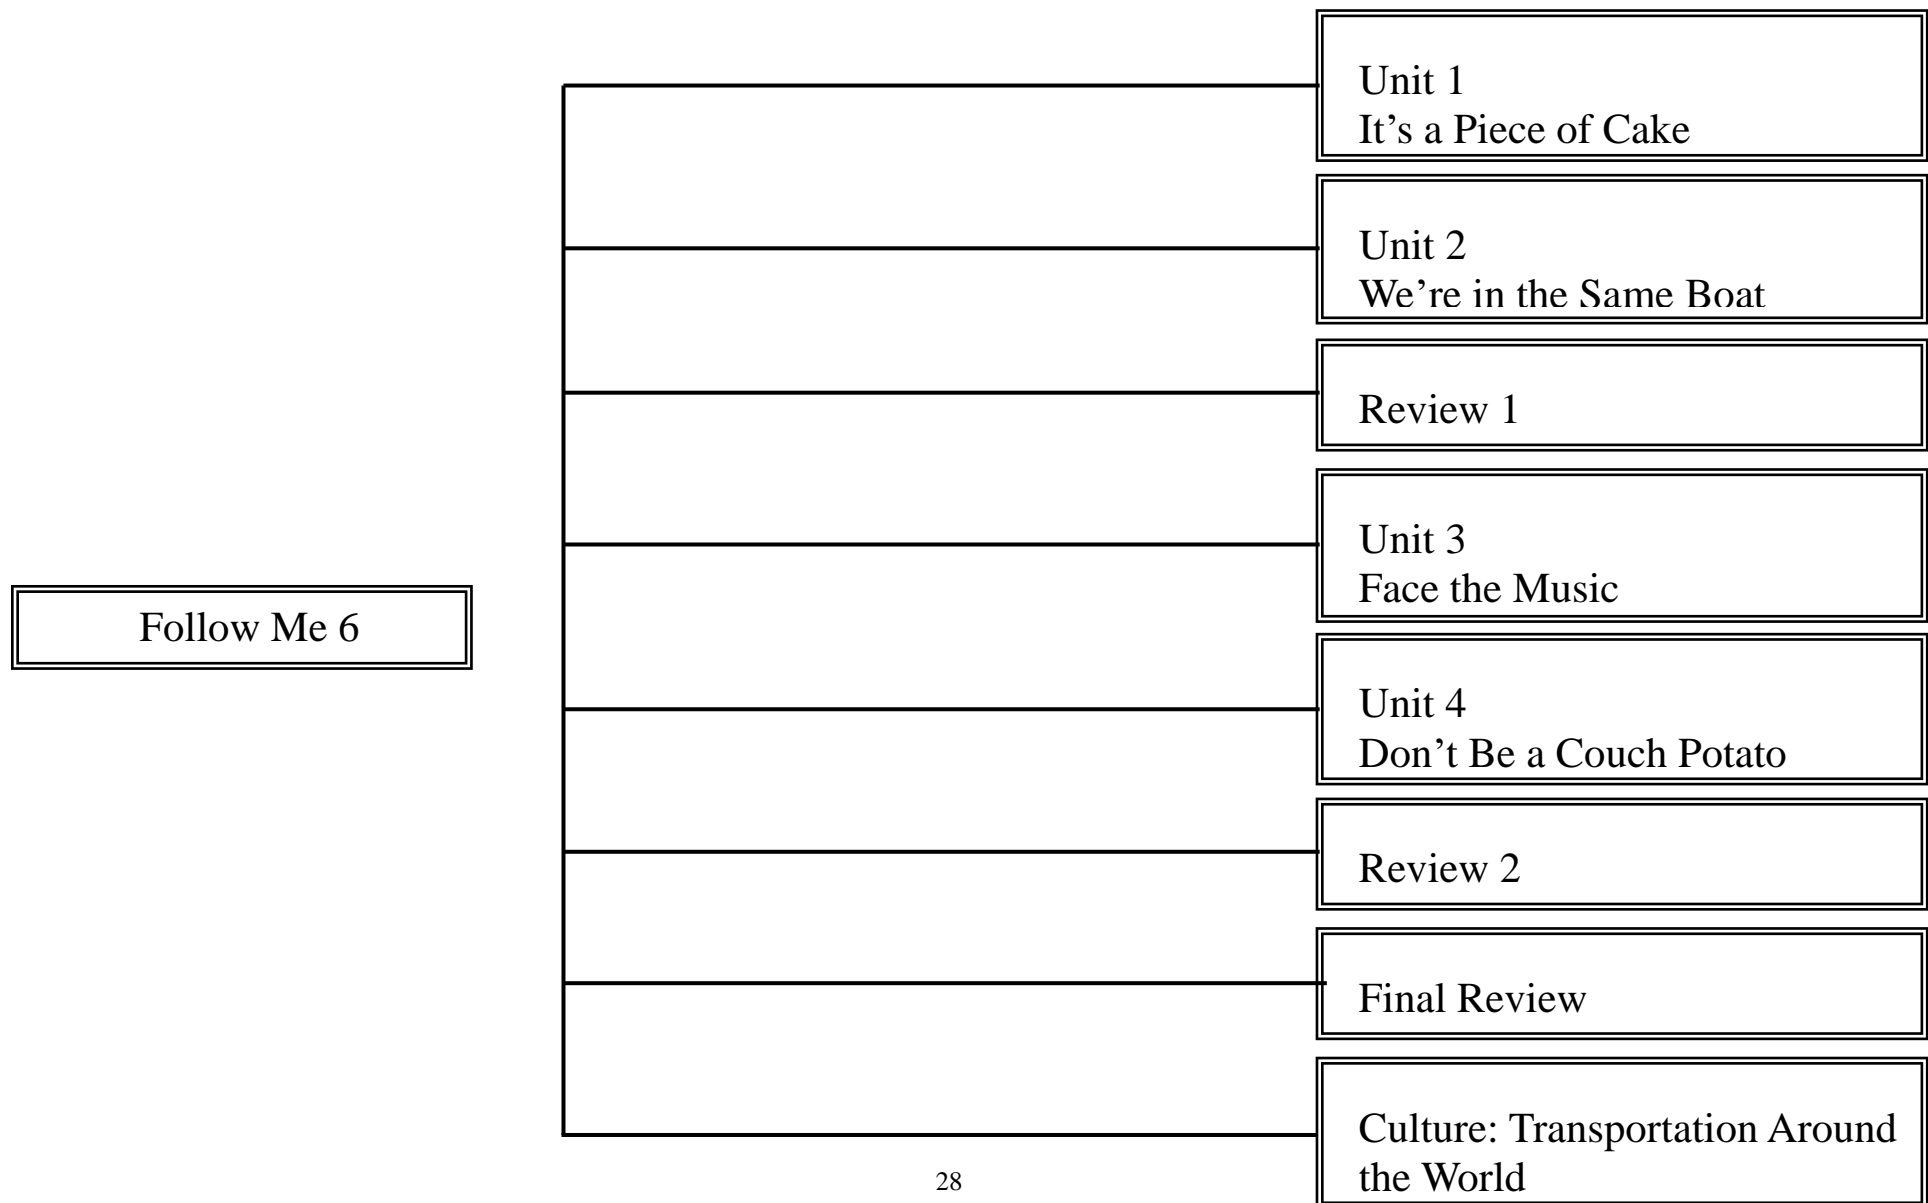 Follow Me 6
Unit 1
It’s a Piece of Cake
Unit 2
We’re in the Same Boat
Review 1
Unit 3
Face the Music
Unit 4
Don’t Be a Couch Potato
Review 2
Final Review
Culture: Transportation Around
the World
28